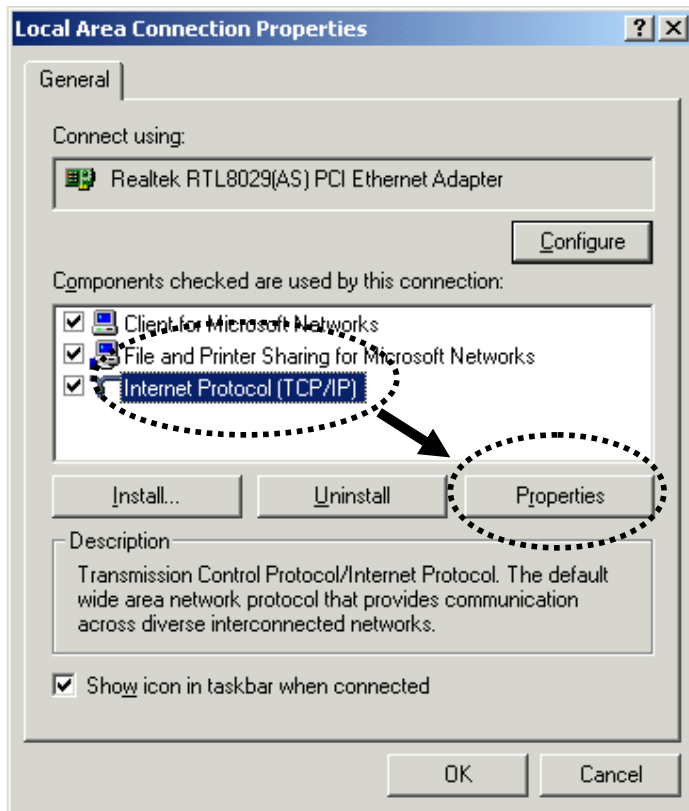 Local Area Connection Properties
General
Connect using:
Realtek RTL8029(AS) PCI Ethernet Adapter
Configure
Components checked are used by this connection:
Client for Microsoft Networks
File and Printer Sharing for Microsoft Networks
Internet Protocol (TCP/IP)
Install... Uninstall Properties
Description
Transmission Control Protocol/Internet Protocol. The default
wide area network protocol that provides communication
across diverse interconnected networks.
Show icon in taskbar when connected
OK Cancel